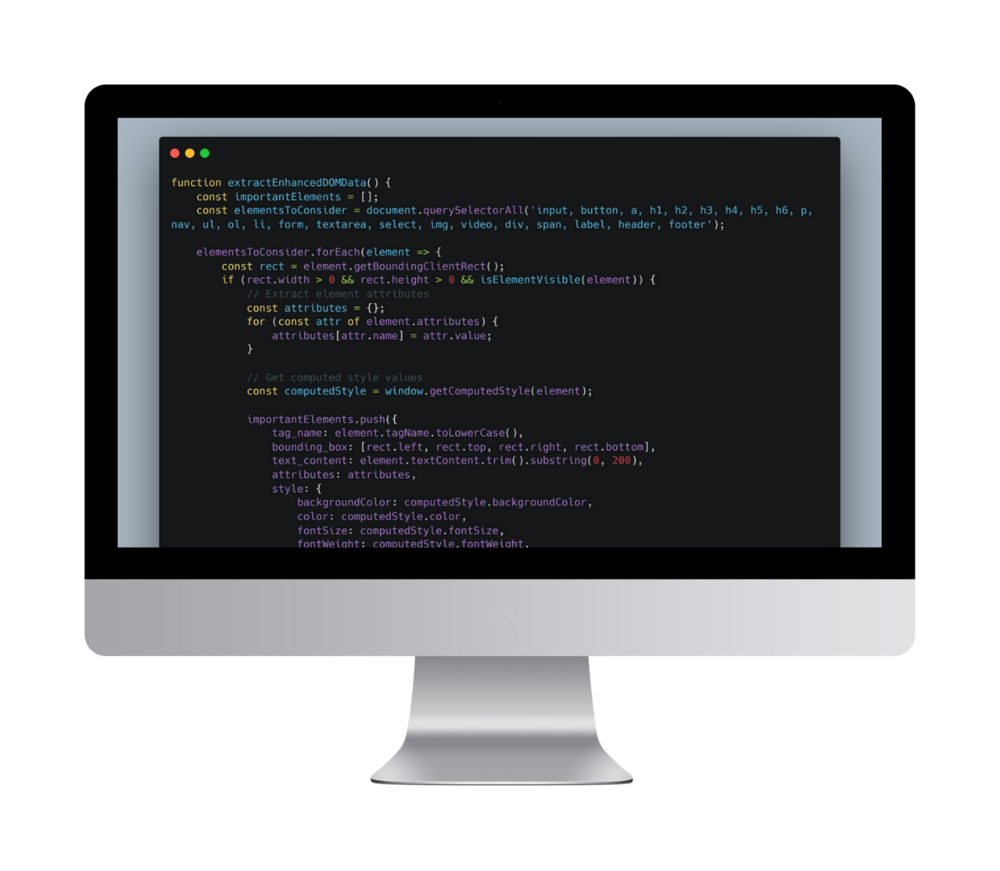 function extractEnhancedDOMData() {
    const importantElements = [];
    const elementsToConsider = document.querySelectorAll('input, button, a, h1, h2, h3, h4, h5, h6, p,
nav, ul, ol, li, form, textarea, select, img, video, div, span, label, header, footer');

    elementsToConsider.forEach(element => {
        const rect = element.getBoundingClientRect();
        if (rect.width > 0 && rect.height > 0 && isElementVisible(element)) {
            // Extract element attributes
            const attributes = {};
            for (const attr of element.attributes) {
                attributes[attr.name] = attr.value;
            }

            // Get computed style values
            const computedStyle = window.getComputedStyle(element);

            importantElements.push({
                tag_name: element.tagName.toLowerCase(),
                bounding_box: [rect.left, rect.top, rect.right, rect.bottom],
                text_content: element.textContent.trim().substring(0, 200),
                attributes: attributes,
                style: {
                    backgroundColor: computedStyle.backgroundColor,
                    color: computedStyle.color,
                    fontSize: computedStyle.fontSize,
                    fontWeight: computedStyle.fontWeight,